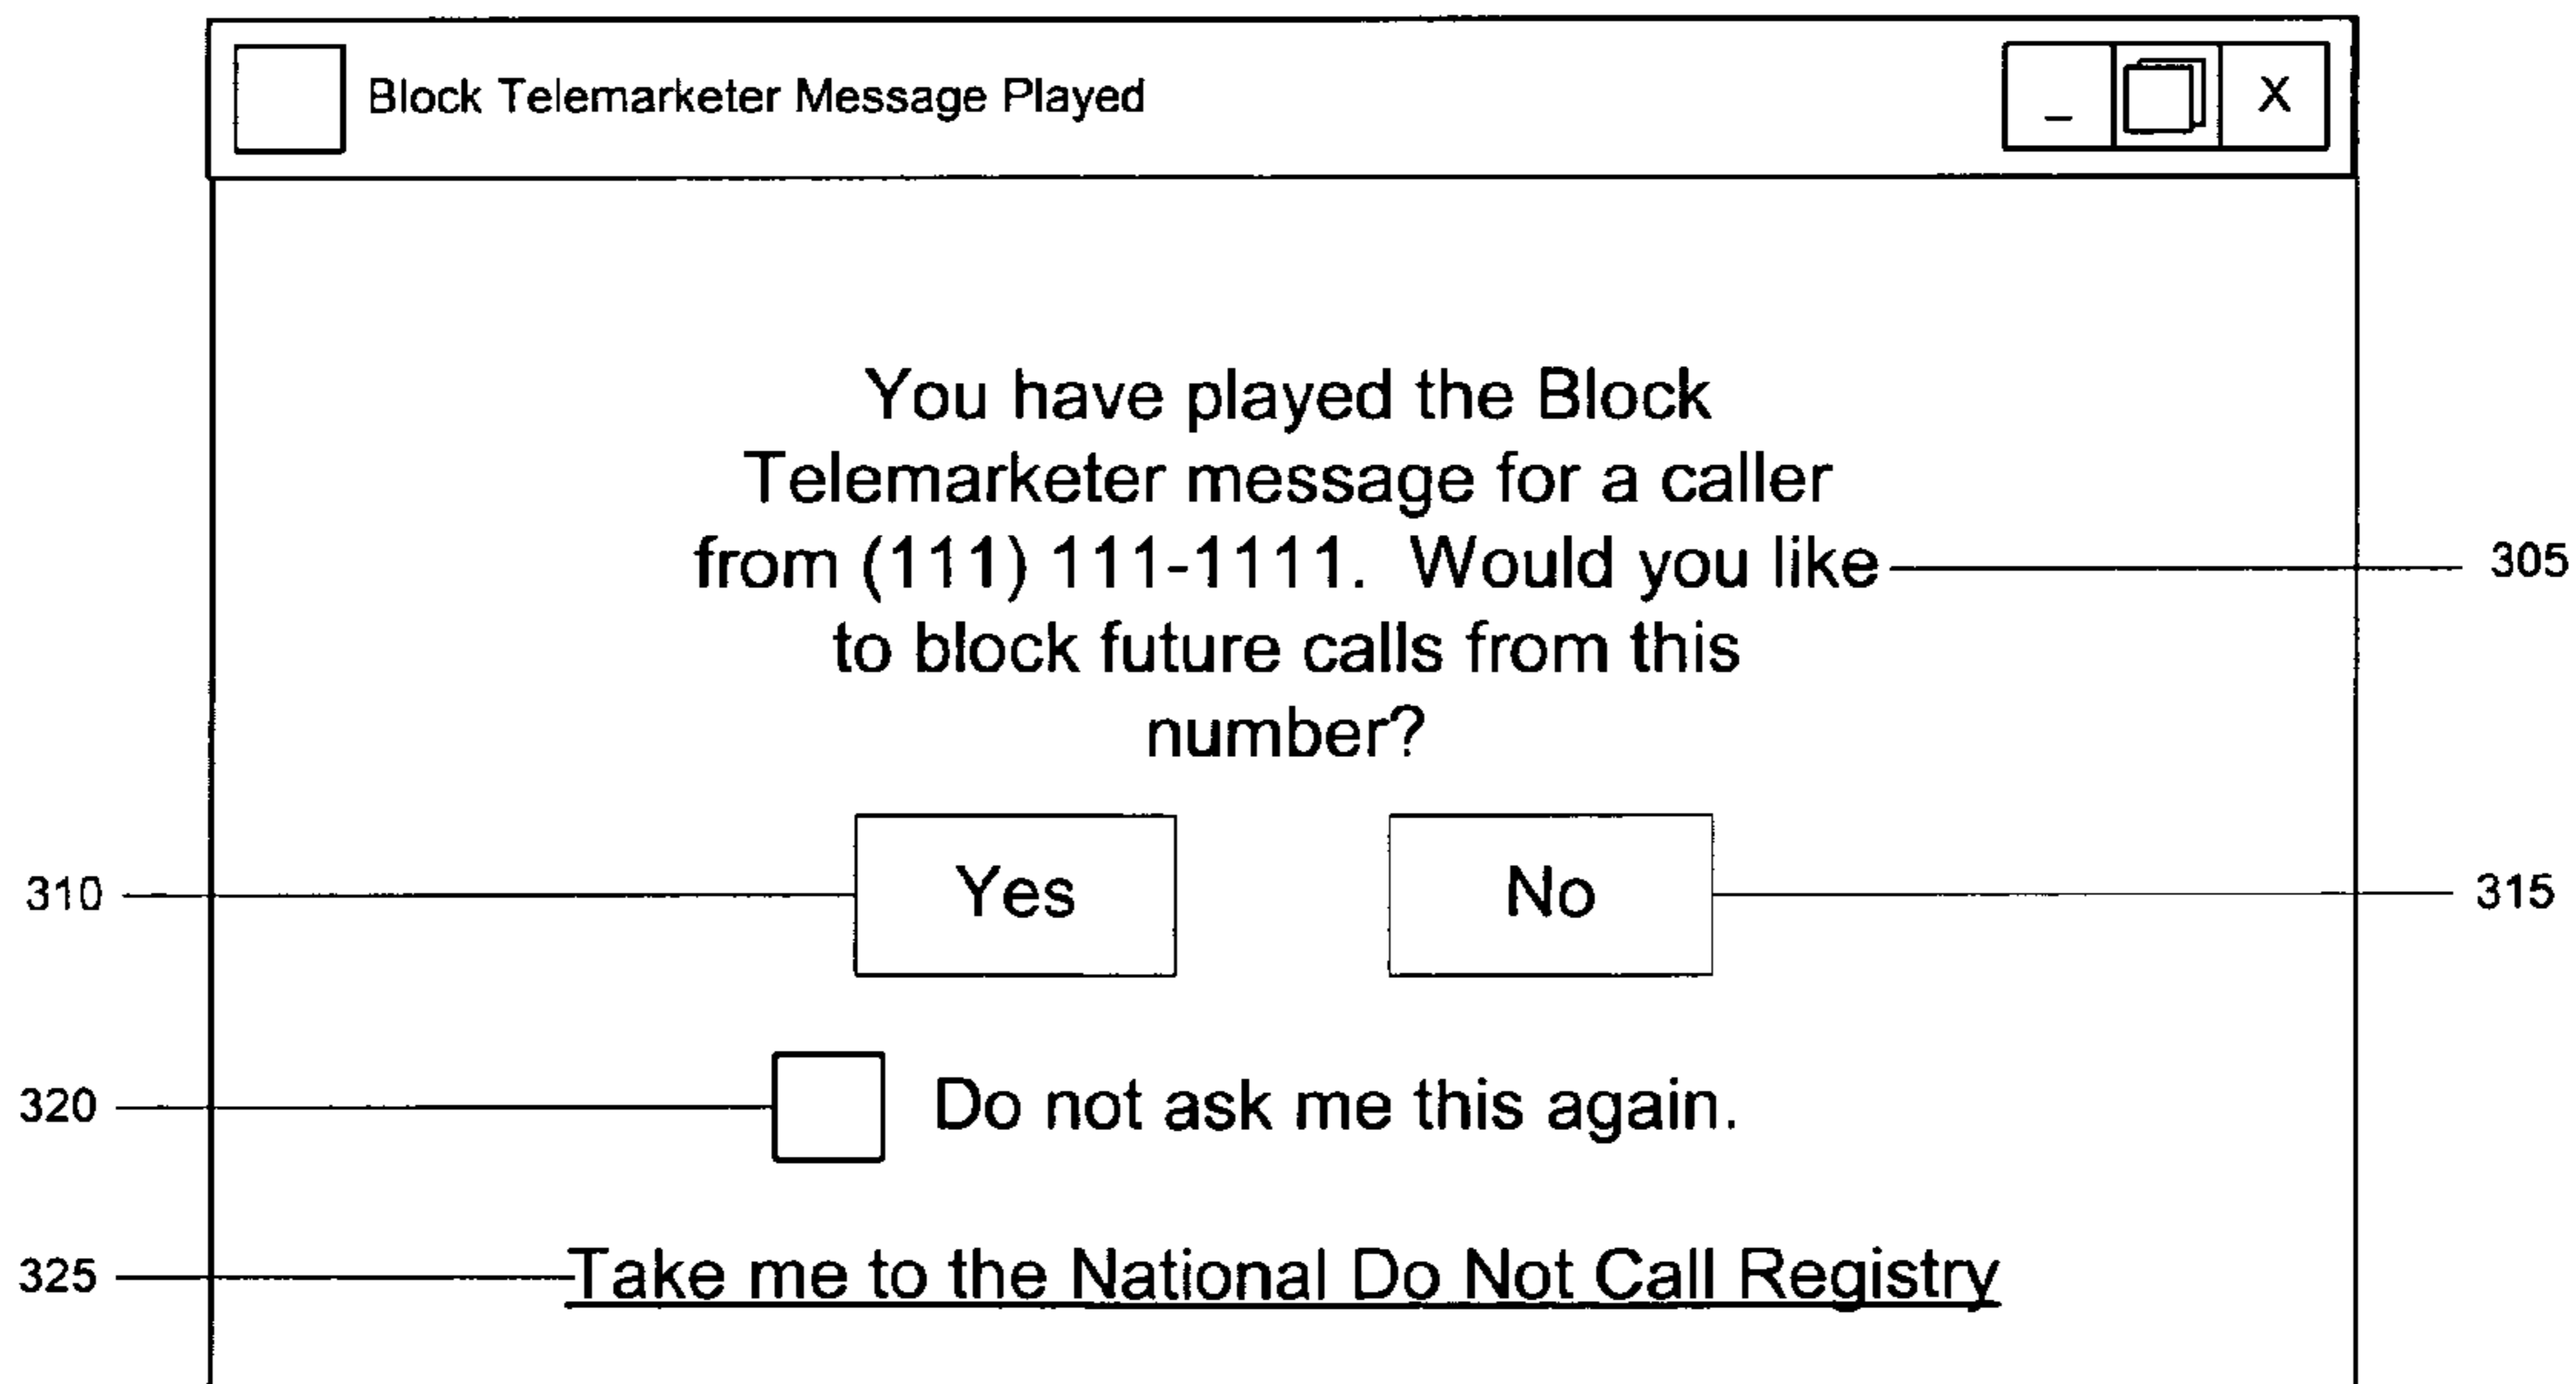 Block Telemarketer Message Played
_
X
You have played the Block
Telemarketer message for a caller
from (111) 111-1111. Would you like
305
to block future calls from this
number?
310
Yes
No
315
320
Do not ask me this again.
325
Take me to the National Do Not Call Registry